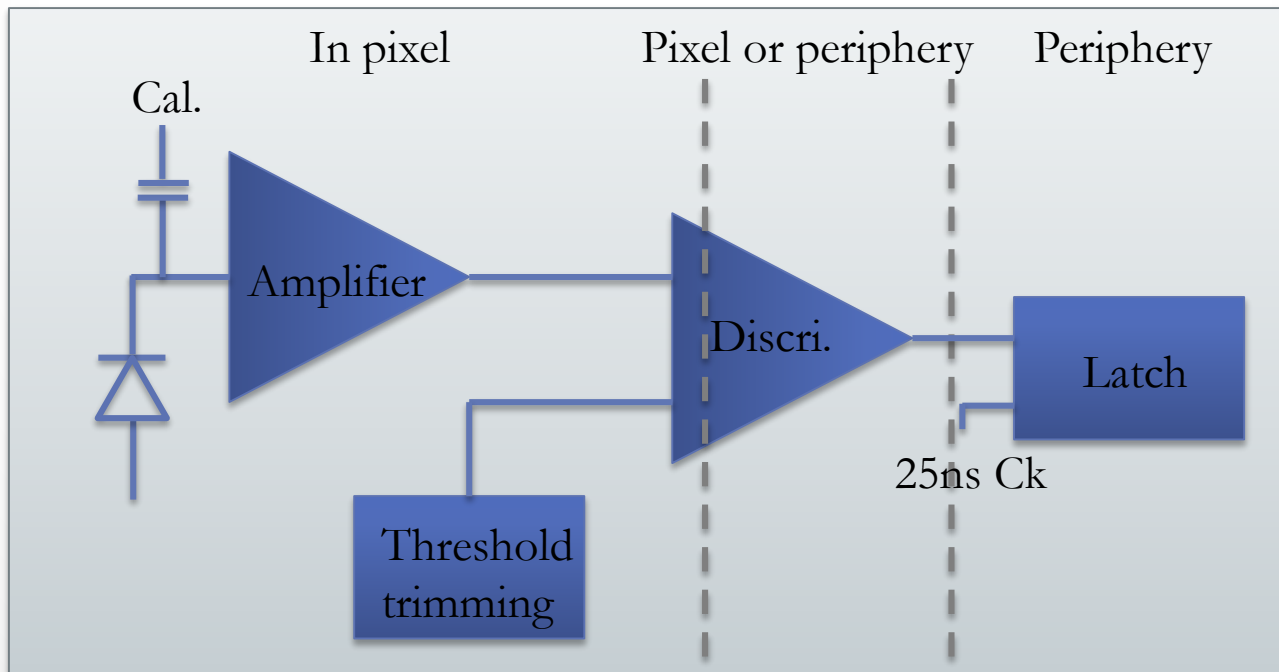 In pixel
Pixel or periphery
Periphery
Cal.
Amplifier
Discri.
Latch
25ns Ck
Threshold
trimming